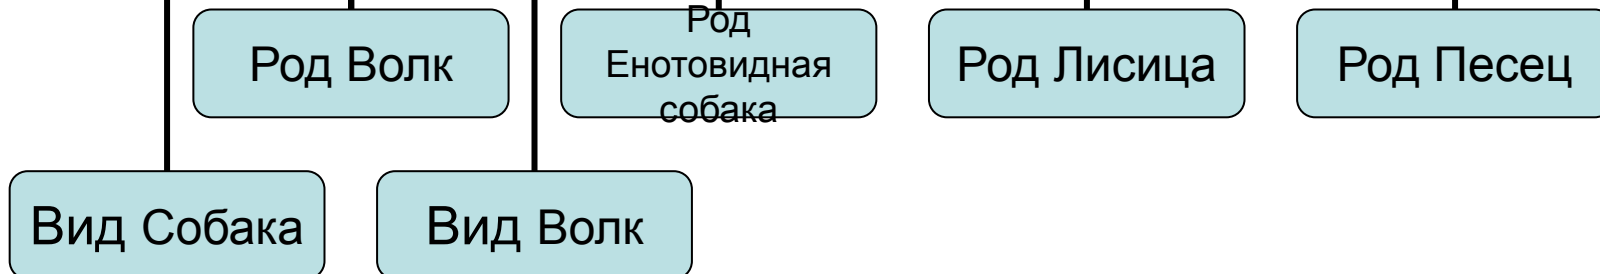 Род Волк
Род
Енотовидная
собака
Род Лисица
Род Песец
Вид Собака
Вид Волк